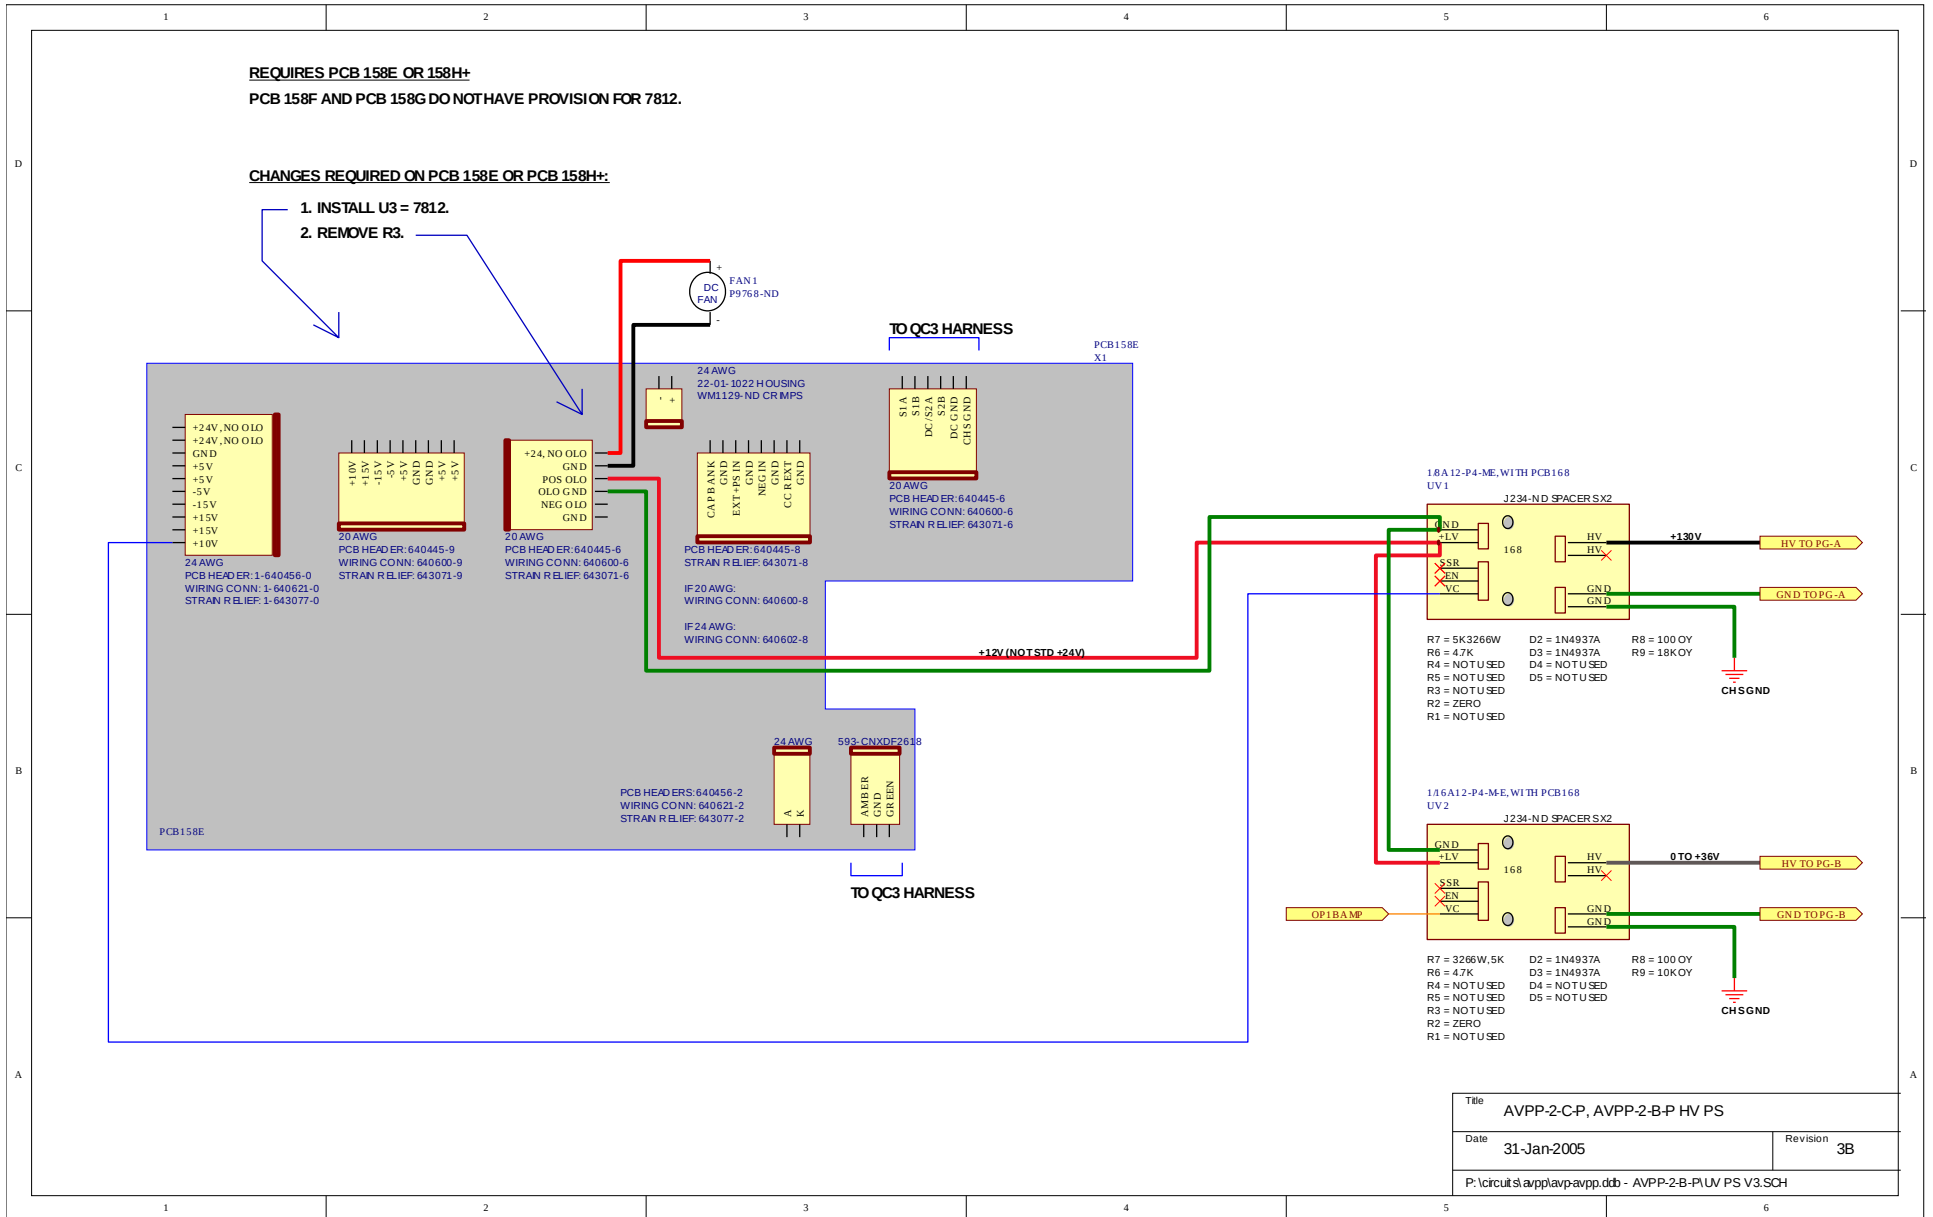 1 2 3 4 5 6
REQUIRES PCB 158E OR 158H+
PCB 158F AND PCB 158G DO NOT HAVE PROVISION FOR 7812.
D
D
CHANGES REQUIRED ON PCB 158E OR PCB 158H+:
1. INSTALL U3 = 7812.
2. REMOVE R3.
+
DC
FAN
-
FAN1
P9768-ND
TO QC3 HARNESS
PCB158E
X1
24 AWG
22-01-1022 HOUSING
WM1129-ND CRIMPS
-
+
S1A
S1B
DC/S2A
S2B
DC GND
CHS GND
20 AWG
PCB HEADER: 640445-6
WIRING CONN: 640600-6
STRAIN RELIEF: 643071-6
C
C
+24V, NO OLO
+24V, NO OLO
GND
+5V
+5V
-5V
-15V
+15V
+15V
+10V
24 AWG
PCB HEADER: 1-640456-0
WIRING CONN: 1-640621-0
STRAIN RELIEF: 1-643077-0
+10V
+15V
-15V
-5V
+5V
GND
GND
+5V
+5V
20 AWG
PCB HEADER: 640445-9
WIRING CONN: 640600-9
STRAIN RELIEF: 643071-9
+24, NO OLO
GND
POS OLO
OLO GND
NEG OLO
GND
20 AWG
PCB HEADER: 640445-6
WIRING CONN: 640600-6
STRAIN RELIEF: 643071-6
CAP BANK
GND
EXT +PS IN
GND
NEG IN
GND
CC R EXT
GND
PCB HEADER: 640445-8
STRAIN RELIEF: 643071-8
IF 20 AWG:
WIRING CONN: 640600-8
IF 24 AWG:
WIRING CONN: 640602-8
+12V (NOT STD +24V)
1/8A12-P4-ME, WITH PCB168
UV1
J234-ND SPACERS X2
GND
+LV
SSR
EN
VC
168
HV
HV
GND
GND
+130V
HV TO PG-A
GND TO PG-A
CHS GND
R7 = 5K 3266W
R6 = 4.7K
R4 = NOT USED
R5 = NOT USED
R3 = NOT USED
R2 = ZERO
R1 = NOT USED
D2 = 1N4937A
D3 = 1N4937A
D4 = NOT USED
D5 = NOT USED
R8 = 100 OY
R9 = 18K OY
B
B
24 AWG
593-CNXDF2618
PCB HEADERS: 640456-2
WIRING CONN: 640621-2
STRAIN RELIEF: 643077-2
A
K
AMBER
GND
GREEN
PCB158E
TO QC3 HARNESS
1/16A12-P4-M-E, WITH PCB168
UV2
J234-ND SPACERS X2
GND
+LV
SSR
EN
VC
168
HV
HV
GND
GND
0 TO +36V
HV TO PG-B
GND TO PG-B
OP1B AMP
CHS GND
R7 = 3266W, 5K
R6 = 4.7K
R4 = NOT USED
R5 = NOT USED
R3 = NOT USED
R2 = ZERO
R1 = NOT USED
D2 = 1N4937A
D3 = 1N4937A
D4 = NOT USED
D5 = NOT USED
R8 = 100 OY
R9 = 10K OY
A
A
Title
AVPP-2-C-P, AVPP-2-B-P HV PS
Date
31-Jan-2005
Revision
3B
P:\circuits\avpp\avp-avpp.ddb - AVPP-2-B-P\UV PS V3.SCH
1 2 3 4 5 6